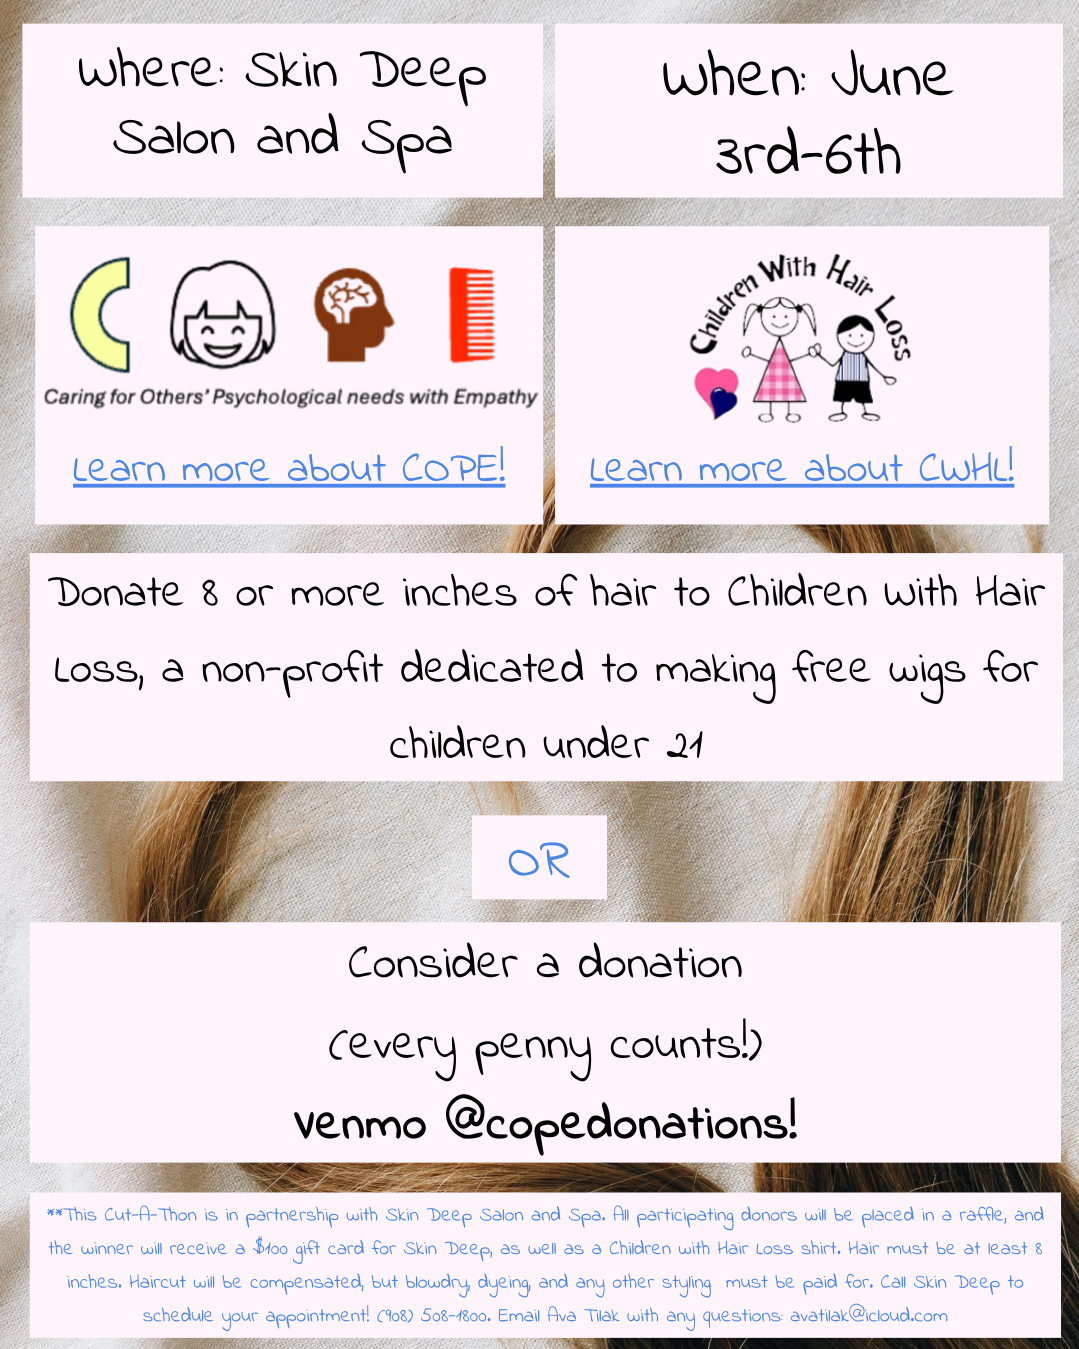 Where: Skin Deep
Salon and Spa
When: June
3rd-6th
Caring for Others' Psychological needs with Empathy
Learn more about COPE!
Children With Hair Loss
Learn more about CWHL!
Donate 8 or more inches of hair to Children With Hair
Loss, a non-profit dedicated to making free wigs for
children under 21
OR
Consider a donation
(every penny counts!)
Venmo @copedonations!
**This Cut-A-Thon is in partnership with Skin Deep Salon and Spa. All participating donors will be placed in a raffle, and
the winner will receive a $100 gift card for Skin Deep, as well as a Children with Hair Loss shirt. Hair must be at least 8
inches. Haircut will be compensated, but blowdry, dyeing, and any other styling must be paid for. Call Skin Deep to
schedule your appointment! (908) 508-1800. Email Ava Tilak with any questions: avatilak@icloud.com